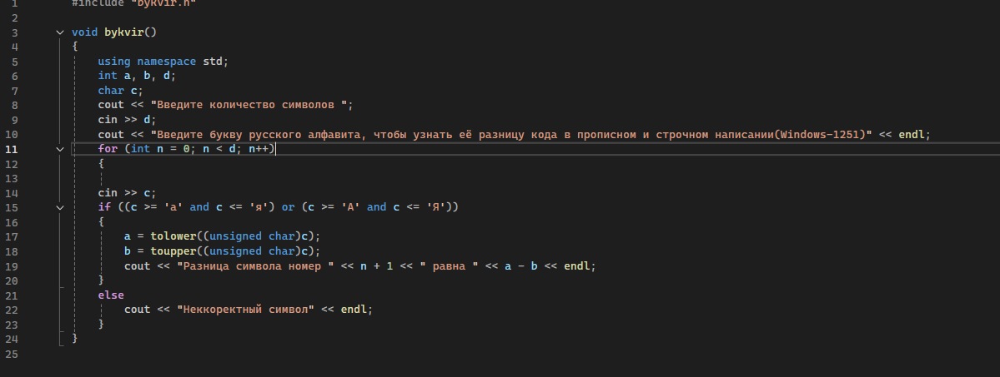 1 #include "bykvir.h"
2
3 void bykvir()
4 {
5 using namespace std;
6 int a, b, d;
7 char c;
8 cout << "Введите количество символов ";
9 cin >> d;
10 cout << "Введите букву русского алфавита, чтобы узнать её разницу кода в прописном и строчном написании(Windows-1251)" << endl;
11 for (int n = 0; n < d; n++)
12 {
13
14 cin >> c;
15 if ((c >= 'а' and c <= 'я') or (c >= 'А' and c <= 'Я'))
16 {
17 a = tolower((unsigned char)c);
18 b = toupper((unsigned char)c);
19 cout << "Разница символа номер " << n + 1 << " равна " << a - b << endl;
20 }
21 else
22 cout << "Неккоректный символ" << endl;
23 }
24 }
25